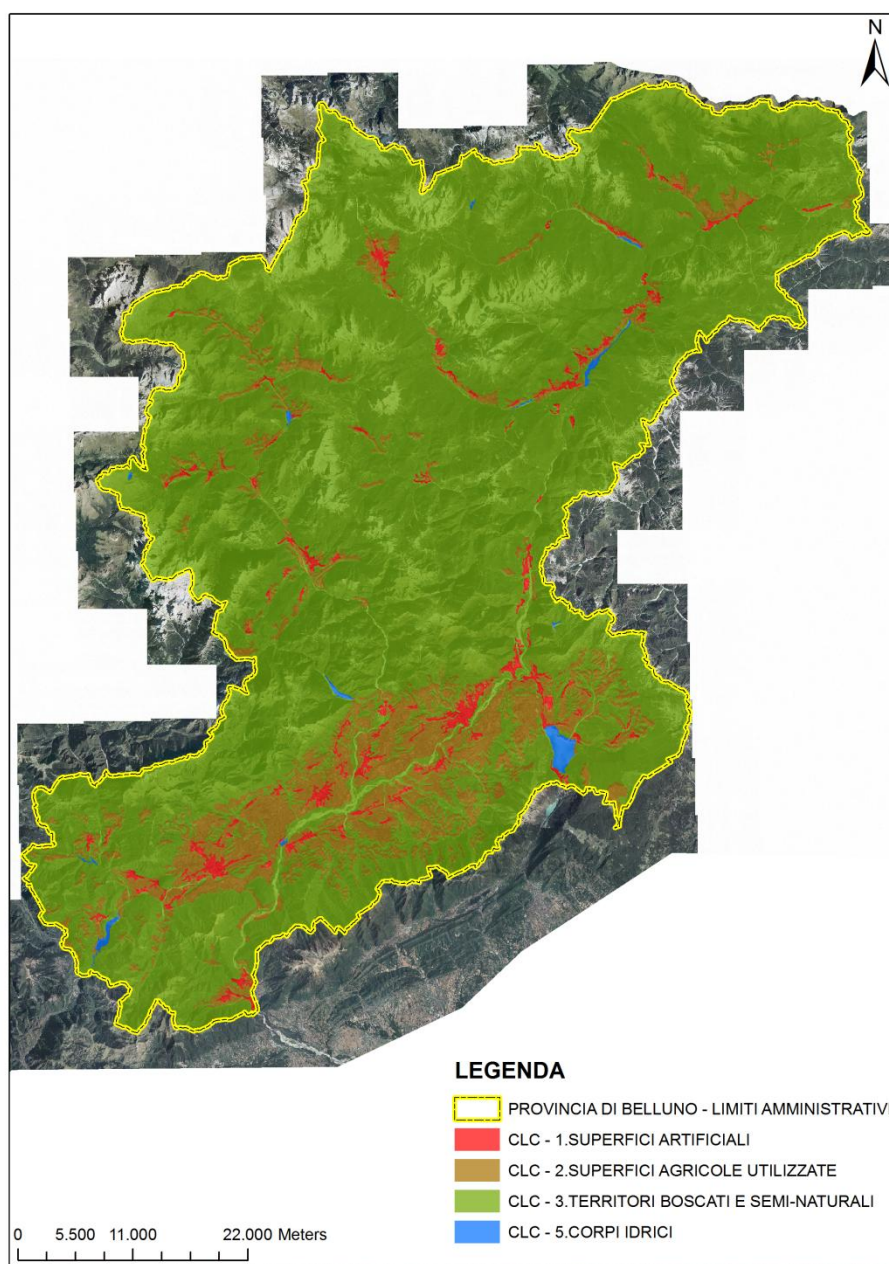 N
LEGENDA
PROVINCIA DI BELLUNO - LIMITI AMMINISTRATIVI
CLC - 1.SUPERFICI ARTIFICIALI
CLC - 2.SUPERFICI AGRICOLE UTILIZZATE
CLC - 3.TERRITORI BOSCATI E SEMI-NATURALI
CLC - 5.CORPI IDRICI
0 5.500 11.000 22.000 Meters